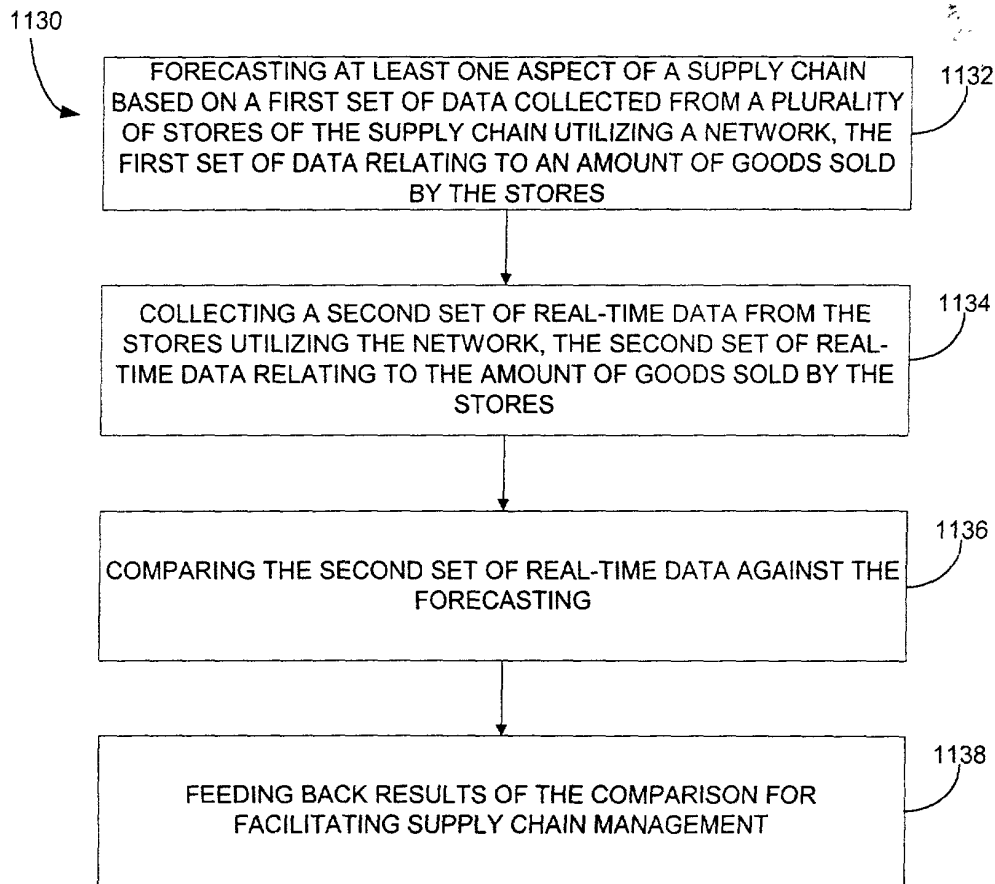 1130
FORECASTING AT LEAST ONE ASPECT OF A SUPPLY CHAIN
BASED ON A FIRST SET OF DATA COLLECTED FROM A PLURALITY
OF STORES OF THE SUPPLY CHAIN UTILIZING A NETWORK, THE
FIRST SET OF DATA RELATING TO AN AMOUNT OF GOODS SOLD
BY THE STORES
1132
COLLECTING A SECOND SET OF REAL-TIME DATA FROM THE
STORES UTILIZING THE NETWORK, THE SECOND SET OF REAL-
TIME DATA RELATING TO THE AMOUNT OF GOODS SOLD BY THE
STORES
1134
COMPARING THE SECOND SET OF REAL-TIME DATA AGAINST THE
FORECASTING
1136
FEEDING BACK RESULTS OF THE COMPARISON FOR
FACILITATING SUPPLY CHAIN MANAGEMENT
1138